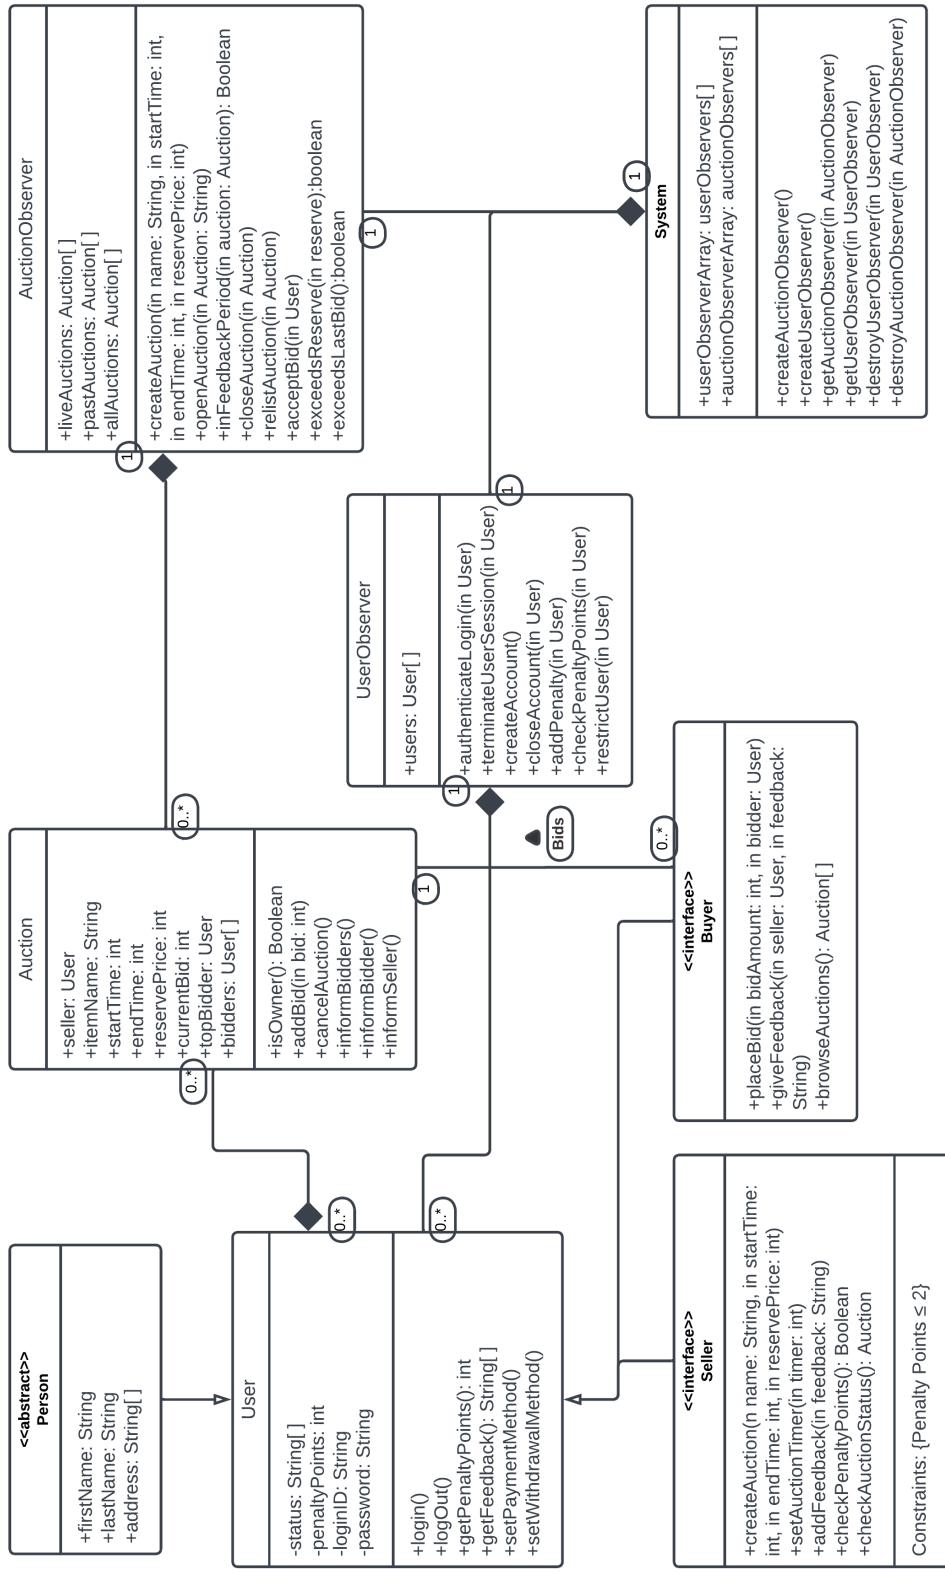 <<abstract>>
Person
+firstName: String
+lastName: String
+address: String[ ]
Auction
+seller: User
+itemName: String
+startTime: int
+endTime: int
+reservePrice: int
+currentBid: int
+topBidder: User
+bidders: User[ ]
+isOwner(): Boolean
+addBid(in bid: int)
+cancelAuction()
+informBidders()
+informBidder()
+informSeller()
0..*
0..*
1
AuctionObserver
+liveAuctions: Auction[ ]
+pastAuctions: Auction[ ]
+allAuctions: Auction[ ]
+createAuction(in name: String, in startTime: int,
in endTime: int, in reservePrice: int)
+openAuction(in Auction: String)
+inFeedbackPeriod(in auction: Auction): Boolean
+closeAuction(in Auction)
+relistAuction(in Auction)
+acceptBid(in User)
+exceedsReserve(in reserve):boolean
+exceedsLastBid():boolean
1
1
User
-status: String[ ]
-penaltyPoints: int
-loginID: String
-password: String
+login()
+logOut()
+getPenaltyPoints(): int
+getFeedback(): String[ ]
+setPaymentMethod()
+setWithdrawalMethod()
0..*
0..*
UserObserver
+users: User[ ]
+authenticateLogin(in User)
+terminateUserSession(in User)
+createAccount()
+closeAccount(in User)
+addPenalty(in User)
+checkPenaltyPoints(in User)
+restrictUser(in User)
1
1
Bids
0..*
<<interface>>
Seller
+createAuction(n name: String, in startTime:
int, in endTime: int, in reservePrice: int)
+setAuctionTimer(in timer: int)
+addFeedback(in feedback: String)
+checkPenaltyPoints(): Boolean
+checkAuctionStatus(): Auction
Constraints: {Penalty Points ≤ 2}
<<interface>>
Buyer
+placeBid(in bidAmount: int, in bidder: User)
+giveFeedback(in seller: User, in feedback:
String)
+browseAuctions(): Auction[ ]
1
System
+userObserverArray: userObservers[ ]
+auctionObserverArray: auctionObservers[ ]
+createAuctionObserver()
+createUserObserver()
+getAuctionObserver(in AuctionObserver)
+getUserObserver(in UserObserver)
+destroyUserObserver(in UserObserver)
+destroyAuctionObserver(in AuctionObserver)